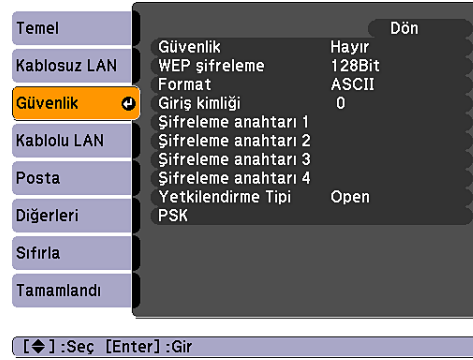 Temel
Kablosuz LAN
Güvenlik
Kablolu LAN
Posta
Diğerleri
Sıfırla
Tamamlandı
Dön
Güvenlik Hayır
WEP şifreleme 128Bit
Format ASCII
Giriş kimliği 0
Şifreleme anahtarı 1
Şifreleme anahtarı 2
Şifreleme anahtarı 3
Şifreleme anahtarı 4
Yetkilendirme Tipi Open
PSK
[◆] :Seç [Enter] :Gir